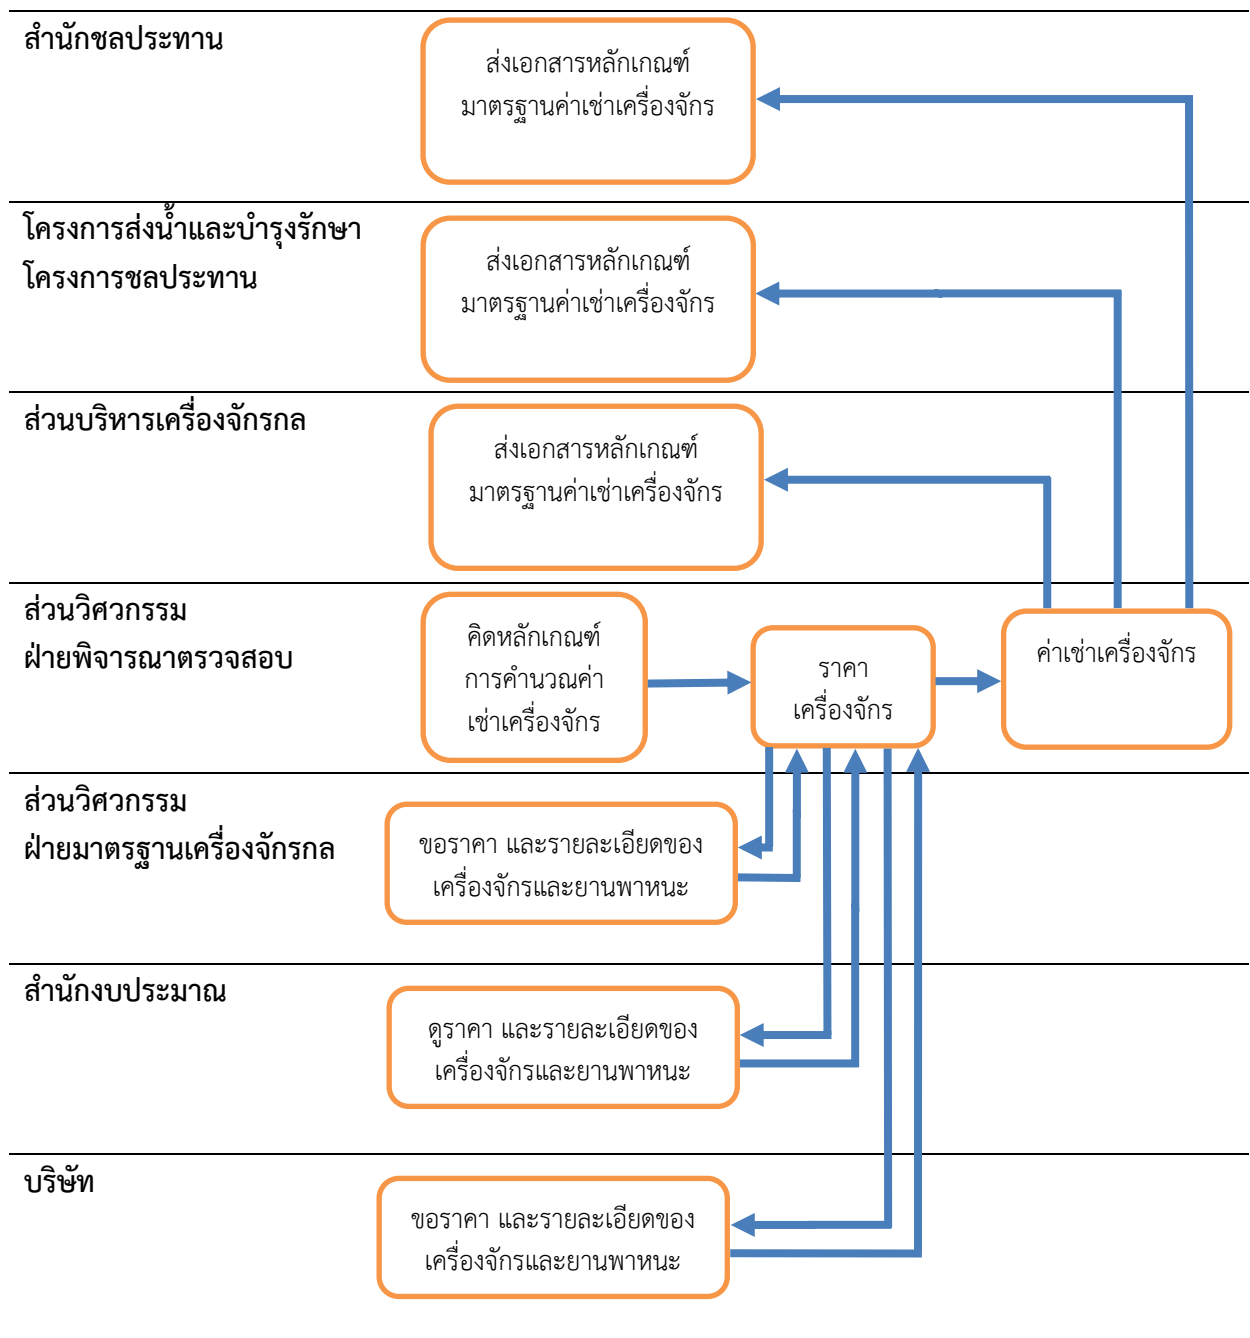 สำนักชลประทาน
ส่งเอกสารหลักเกณฑ์
มาตรฐานค่าเช่าเครื่องจักร
โครงการส่งน้ำและบำรุงรักษา
โครงการชลประทาน
ส่งเอกสารหลักเกณฑ์
มาตรฐานค่าเช่าเครื่องจักร
ส่วนบริหารเครื่องจักรกล
ส่งเอกสารหลักเกณฑ์
มาตรฐานค่าเช่าเครื่องจักร
ส่วนวิศวกรรม
ฝ่ายพิจารณาตรวจสอบ
คิดหลักเกณฑ์
การคำนวณค่า
เช่าเครื่องจักร
ราคา
เครื่องจักร
ค่าเช่าเครื่องจักร
ส่วนวิศวกรรม
ฝ่ายมาตรฐานเครื่องจักรกล
ขอราคา และรายละเอียดของ
เครื่องจักรและยานพาหนะ
สำนักงบประมาณ
ดูราคา และรายละเอียดของ
เครื่องจักรและยานพาหนะ
บริษัท
ขอราคา และรายละเอียดของ
เครื่องจักรและยานพาหนะ